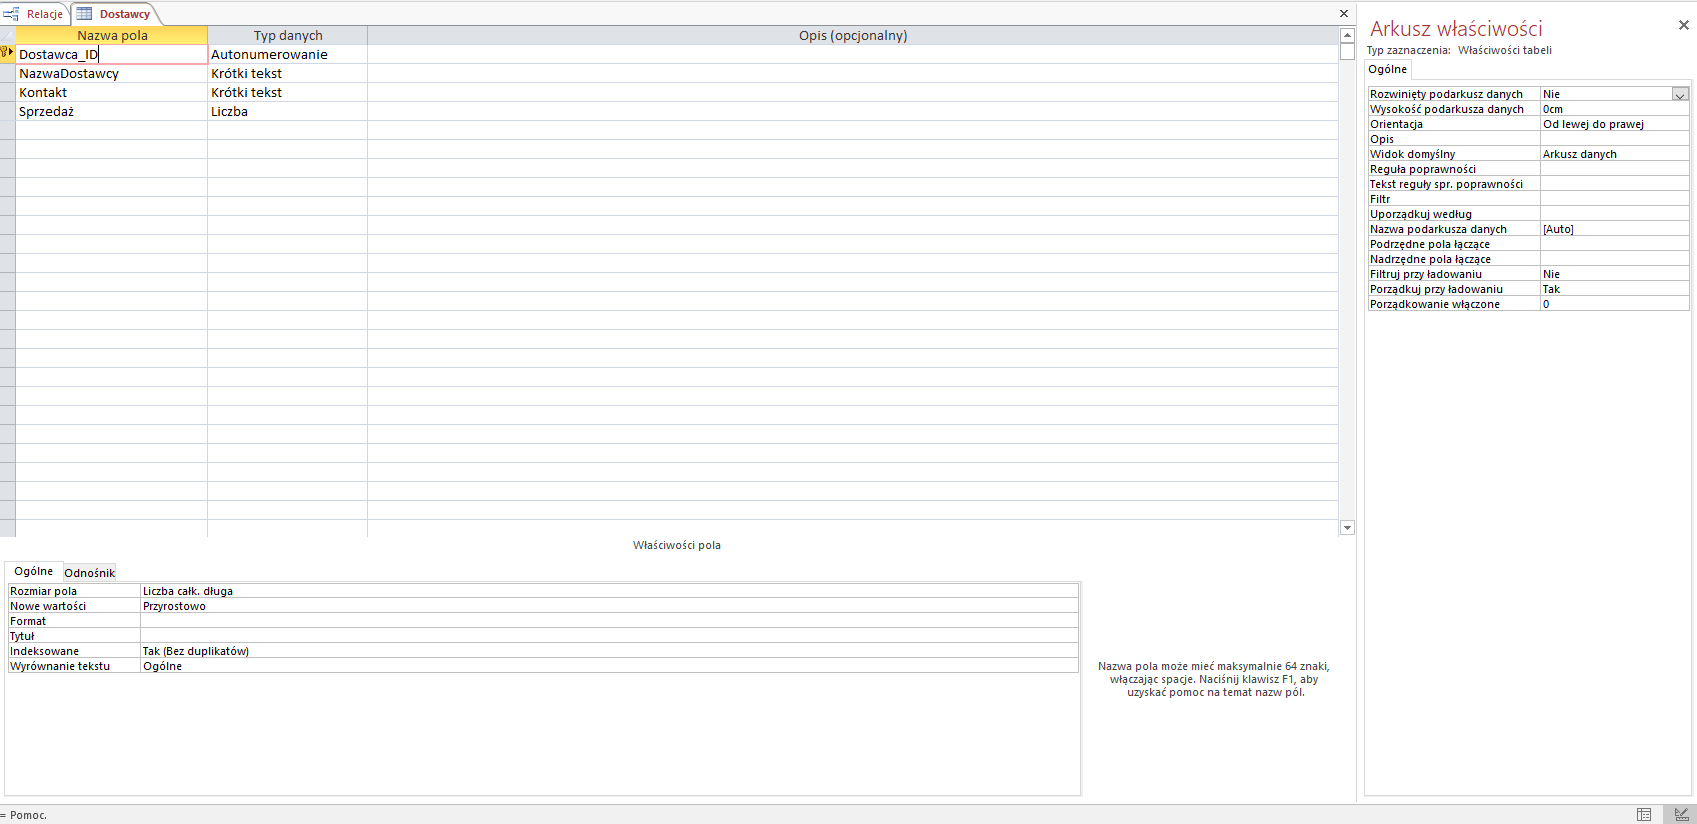 Relacje
Dostawcy
Nazwa pola Typ danych Opis (opcjonalny)
Dostawca_ID Autonumerowanie
NazwaDostawcy Krótki tekst
Kontakt Krótki tekst
Sprzedaż Liczba
Właściwości pola
Ogólne Odnośnik
Rozmiar pola Liczba całk. długa
Nowe wartości Przyrostowo
Format
Tytuł
Indeksowane Tak (Bez duplikatów)
Wyrównanie tekstu Ogólne
Nazwa pola może mieć maksymalnie 64 znaki,
włączając spacje. Naciśnij klawisz F1, aby
uzyskać pomoc na temat nazw pól.
Arkusz właściwości
Typ zaznaczenia: Właściwości tabeli
Ogólne
Rozwinięty podarkusz danych Nie
Wysokość podarkusza danych 0cm
Orientacja Od lewej do prawej
Opis
Widok domyślny Arkusz danych
Reguła poprawności
Tekst reguły spr. poprawności
Filtr
Uporządkuj według
Nazwa podarkusza danych [Auto]
Podrzędne pola łączące
Nadrzędne pola łączące
Filtruj przy ładowaniu Nie
Porządkuj przy ładowaniu Tak
Porządkowanie włączone 0
= Pomoc.